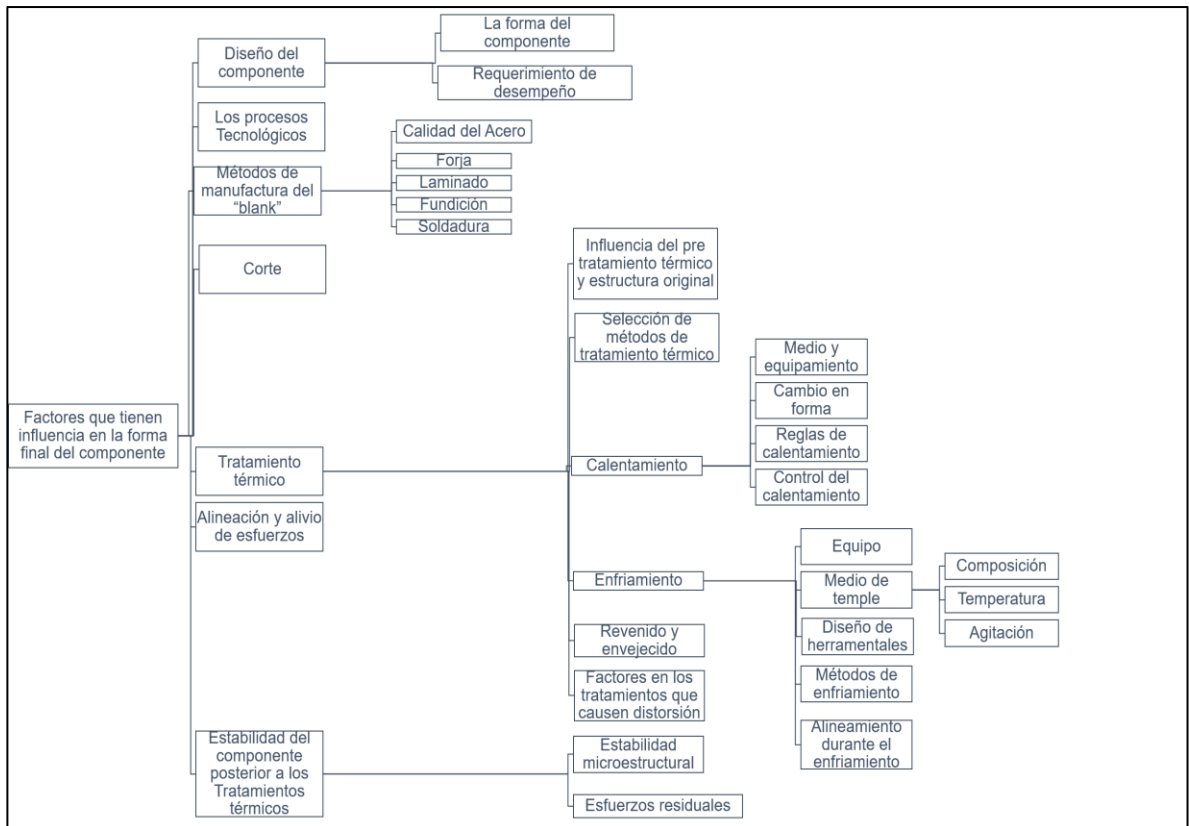 La forma del
componente
Diseño del
componente
Requerimiento de
desempeño
Los procesos
Tecnológicos
Calidad del Acero
Forja
Métodos de
manufactura del
“blank”
Laminado
Fundición
Soldadura
Corte
Influencia del pre
tratamiento térmico
y estructura original
Selección de
métodos de
tratamiento térmico
Medio y
equipamiento
Cambio en
forma
Factores que tienen
influencia en la forma
final del componente
Tratamiento
térmico
Calentamiento
Reglas de
calentamiento
Control del
calentamiento
Alineación y alivio
de esfuerzos
Equipo
Enfriamiento
Medio de
temple
Composición
Temperatura
Agitación
Diseño de
herramentales
Revenido y
envejecido
Métodos de
enfriamiento
Factores en los
tratamientos que
causen distorsión
Alineamiento
durante el
enfriamiento
Estabilidad del
componente
posterior a los
Tratamientos
térmicos
Estabilidad
microestructural
Esfuerzos residuales